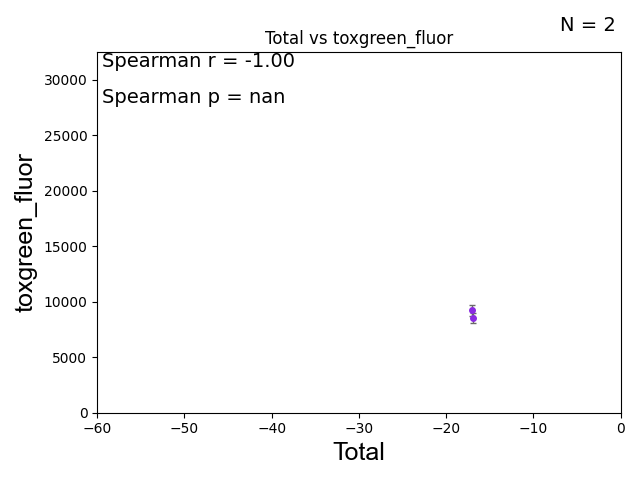 N = 2
Total vs toxgreen_fluor
Spearman r = -1.00
Spearman p = nan
30000
25000
20000
15000
10000
5000
0
toxgreen_fluor
−60 −50 −40 −30 −20 −10 0
Total